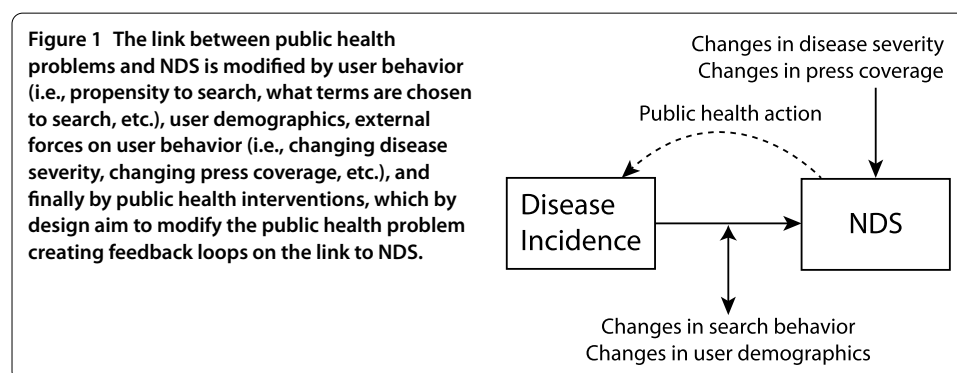 Figure 1 The link between public health
problems and NDS is modified by user behavior
(i.e., propensity to search, what terms are chosen
to search, etc.), user demographics, external
forces on user behavior (i.e., changing disease
severity, changing press coverage, etc.), and
finally by public health interventions, which by
design aim to modify the public health problem
creating feedback loops on the link to NDS.
Changes in disease severity
Changes in press coverage
Public health action
Disease
Incidence
NDS
Changes in search behavior
Changes in user demographics